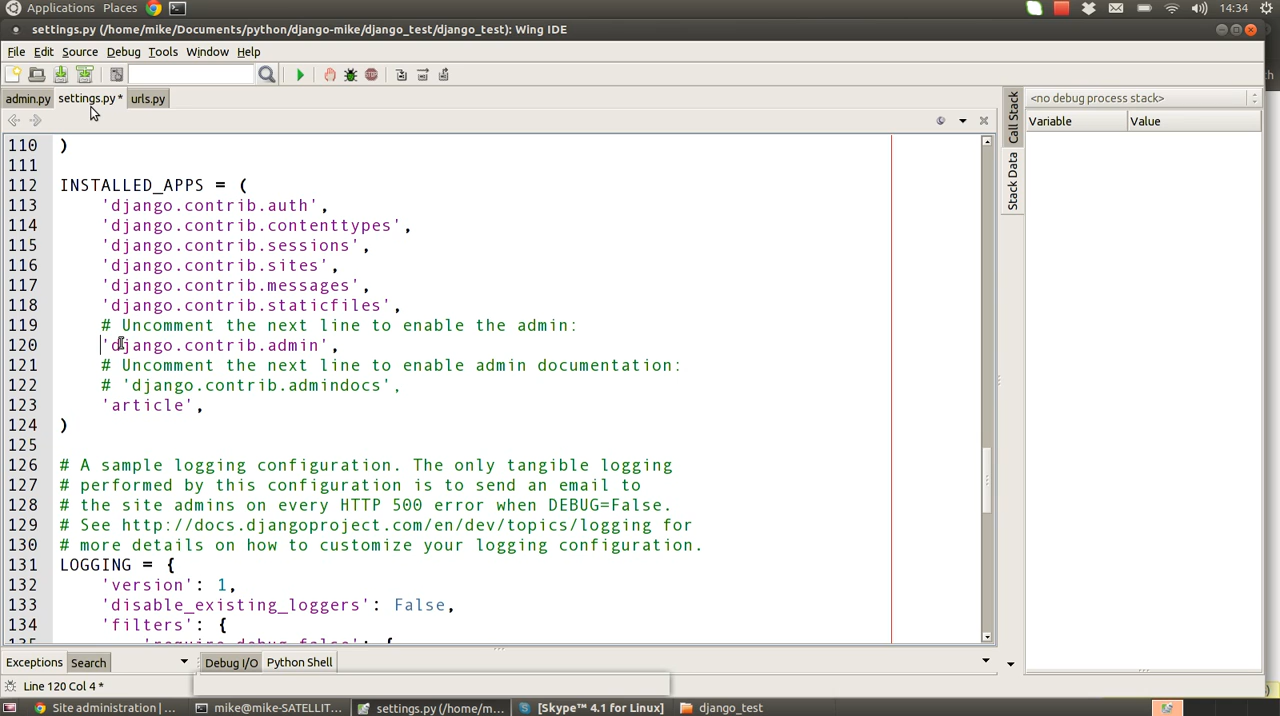 Applications Places 14:34
settings.py (/home/mike/Documents/python/django-mike/django_test/django_test): Wing IDE
File Edit Source Debug Tools Window Help
admin.py settings.py * urls.py
<no debug process stack>
Variable Value
Call Stack
Stack Data
110 )
111
112 INSTALLED_APPS = (
113 'django.contrib.auth',
114 'django.contrib.contenttypes',
115 'django.contrib.sessions',
116 'django.contrib.sites',
117 'django.contrib.messages',
118 'django.contrib.staticfiles',
119 # Uncomment the next line to enable the admin:
120 'django.contrib.admin',
121 # Uncomment the next line to enable admin documentation:
122 # 'django.contrib.admindocs',
123 'article',
124 )
125
126 # A sample logging configuration. The only tangible logging
127 # performed by this configuration is to send an email to
128 # the site admins on every HTTP 500 error when DEBUG=False.
129 # See http://docs.djangoproject.com/en/dev/topics/logging for
130 # more details on how to customize your logging configuration.
131 LOGGING = {
132 'version': 1,
133 'disable_existing_loggers': False,
134 'filters': {
135 'require_debug_false': {
Exceptions Search Debug I/O Python Shell
Line 120 Col 4 *
Site administration | ... mike@mike-SATELLIT... settings.py (/home/m... [Skype™ 4.1 for Linux] django_test